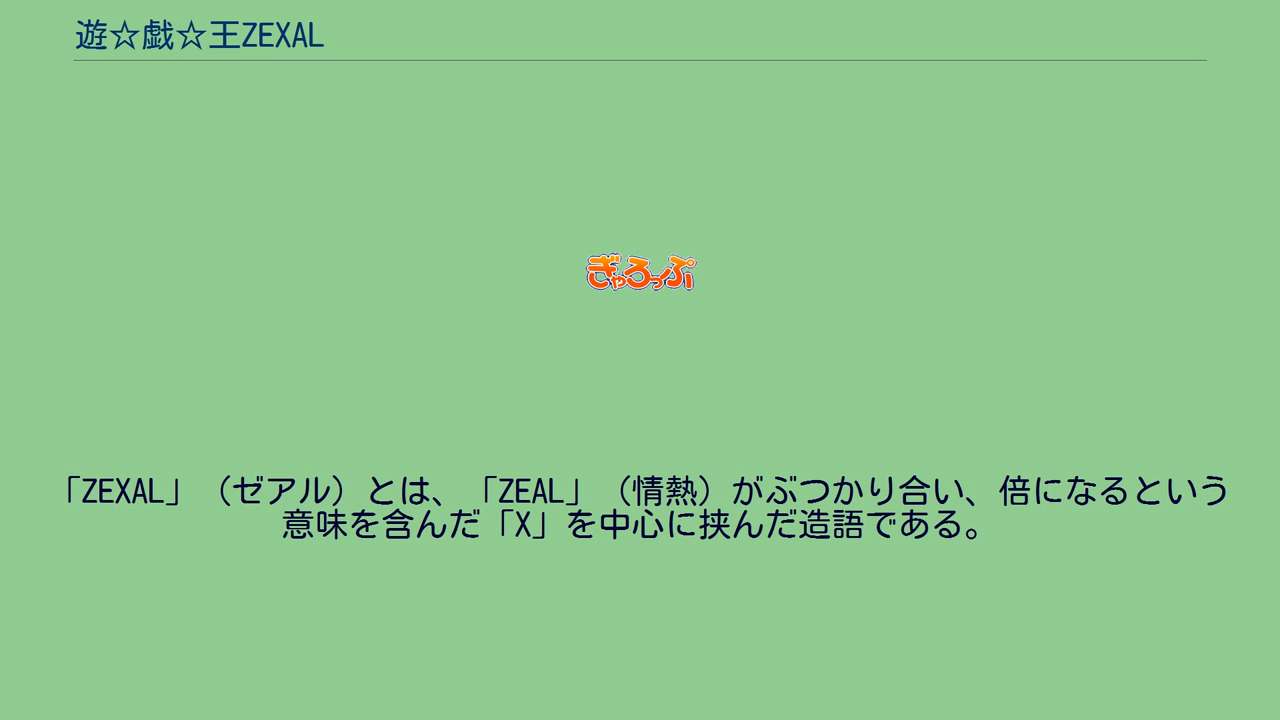 遊☆戯☆王ZEXAL
ぎゃろっぷ
「ZEXAL」（ゼアル）とは、「ZEAL」（情熱）がぶつかり合い、倍になるという
意味を含んだ「X」を中心に挟んだ造語である。